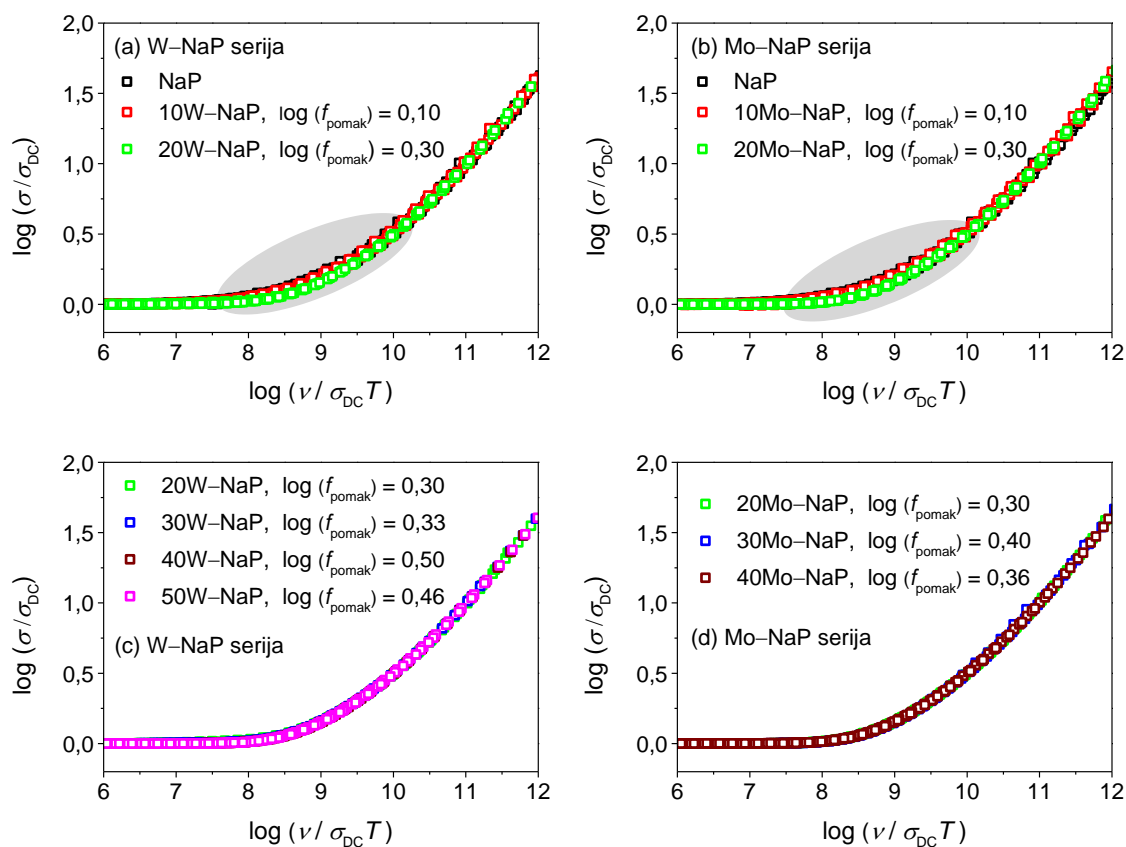 (a) W–NaP serija
NaP
10W–NaP, log (f_pomak) = 0,10
20W–NaP, log (f_pomak) = 0,30
2,0
1,5
1,0
0,5
0,0
log (σ/σ_DC)
6 7 8 9 10 11 12
log (ν / σ_DC T)
(b) Mo–NaP serija
NaP
10Mo–NaP, log (f_pomak) = 0,10
20Mo–NaP, log (f_pomak) = 0,30
2,0
1,5
1,0
0,5
0,0
log (σ/σ_DC)
6 7 8 9 10 11 12
log (ν / σ_DC T)
20W–NaP, log (f_pomak) = 0,30
30W–NaP, log (f_pomak) = 0,33
40W–NaP, log (f_pomak) = 0,50
50W–NaP, log (f_pomak) = 0,46
(c) W–NaP serija
2,0
1,5
1,0
0,5
0,0
log (σ/σ_DC)
6 7 8 9 10 11 12
log (ν / σ_DC T)
20Mo–NaP, log (f_pomak) = 0,30
30Mo–NaP, log (f_pomak) = 0,40
40Mo–NaP, log (f_pomak) = 0,36
(d) Mo–NaP serija
2,0
1,5
1,0
0,5
0,0
log (σ/σ_DC)
6 7 8 9 10 11 12
log (ν / σ_DC T)